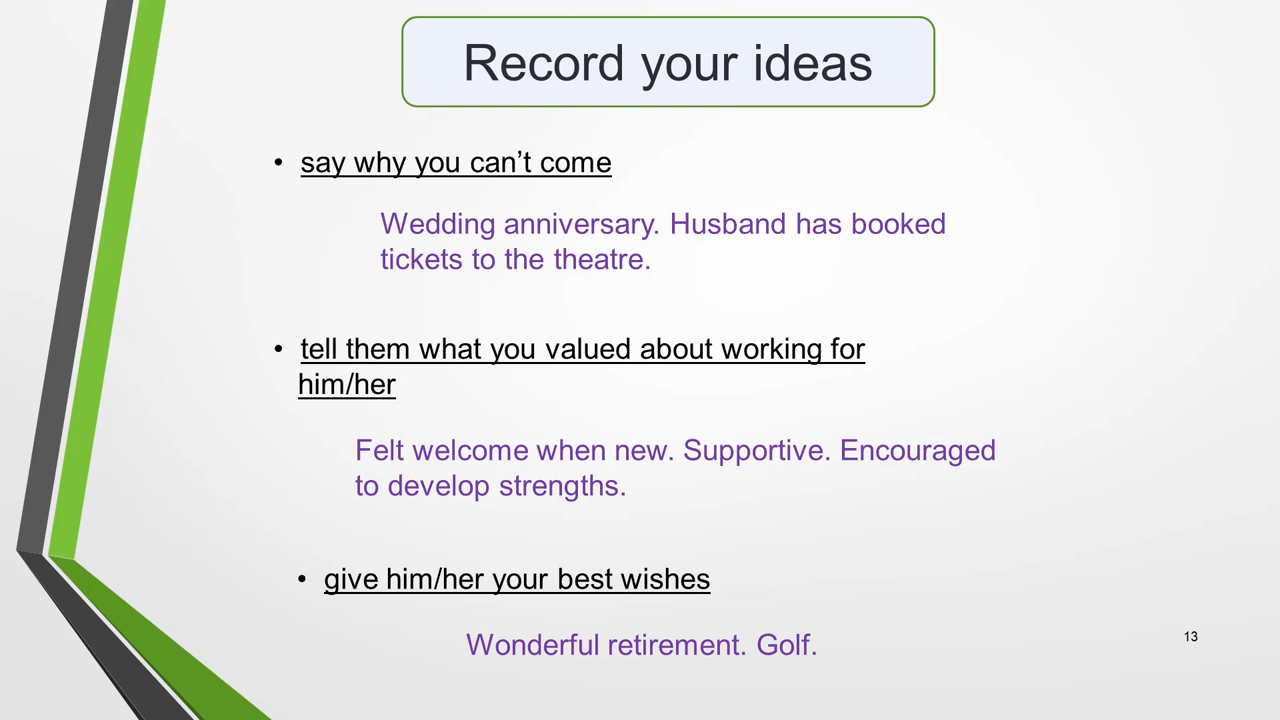 Record your ideas
• say why you can’t come
Wedding anniversary. Husband has booked
tickets to the theatre.
• tell them what you valued about working for
him/her
Felt welcome when new. Supportive. Encouraged
to develop strengths.
• give him/her your best wishes
13
Wonderful retirement. Golf.